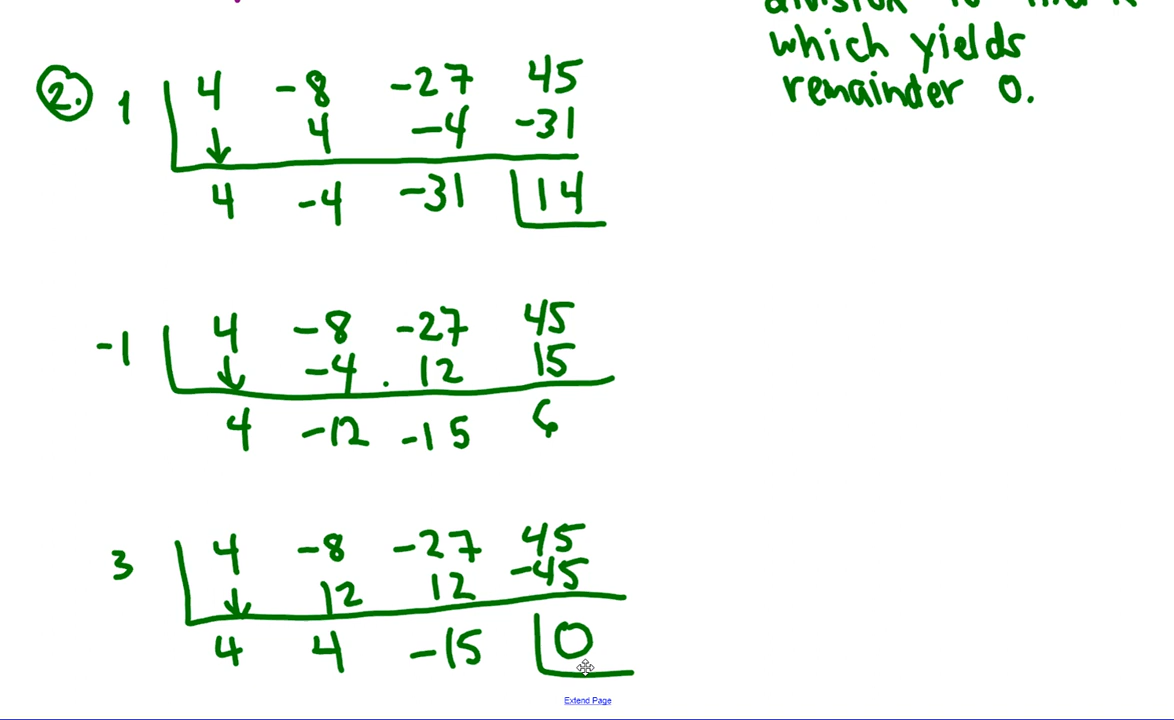 which yields
remainder 0.
2. 1 4 -8 -27 45
4 -4 -31
4 -4 -31 14
-1 4 -8 -27 45
-4 . 12 15
4 -12 -15 6
3 4 -8 -27 45
12 12 -45
4 4 -15 0
Extend Page